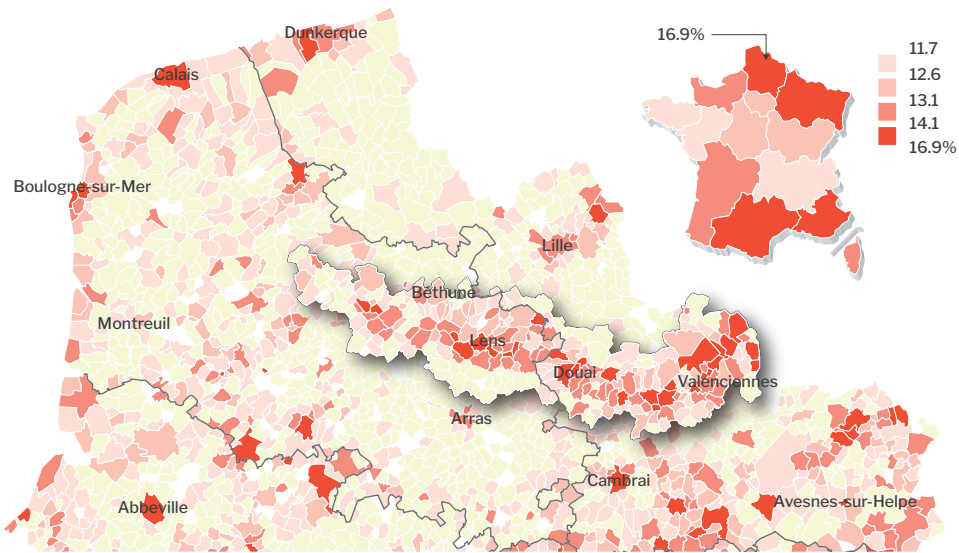 Dunkerque
16.9%
11.7
12.6
13.1
14.1
16.9%
Calais
Boulogne-sur-Mer
Lille
Béthune
Montreuil
Lens
Douai
Valenciennes
Arras
Cambrai
Abbeville
Avesnes-sur-Helpe